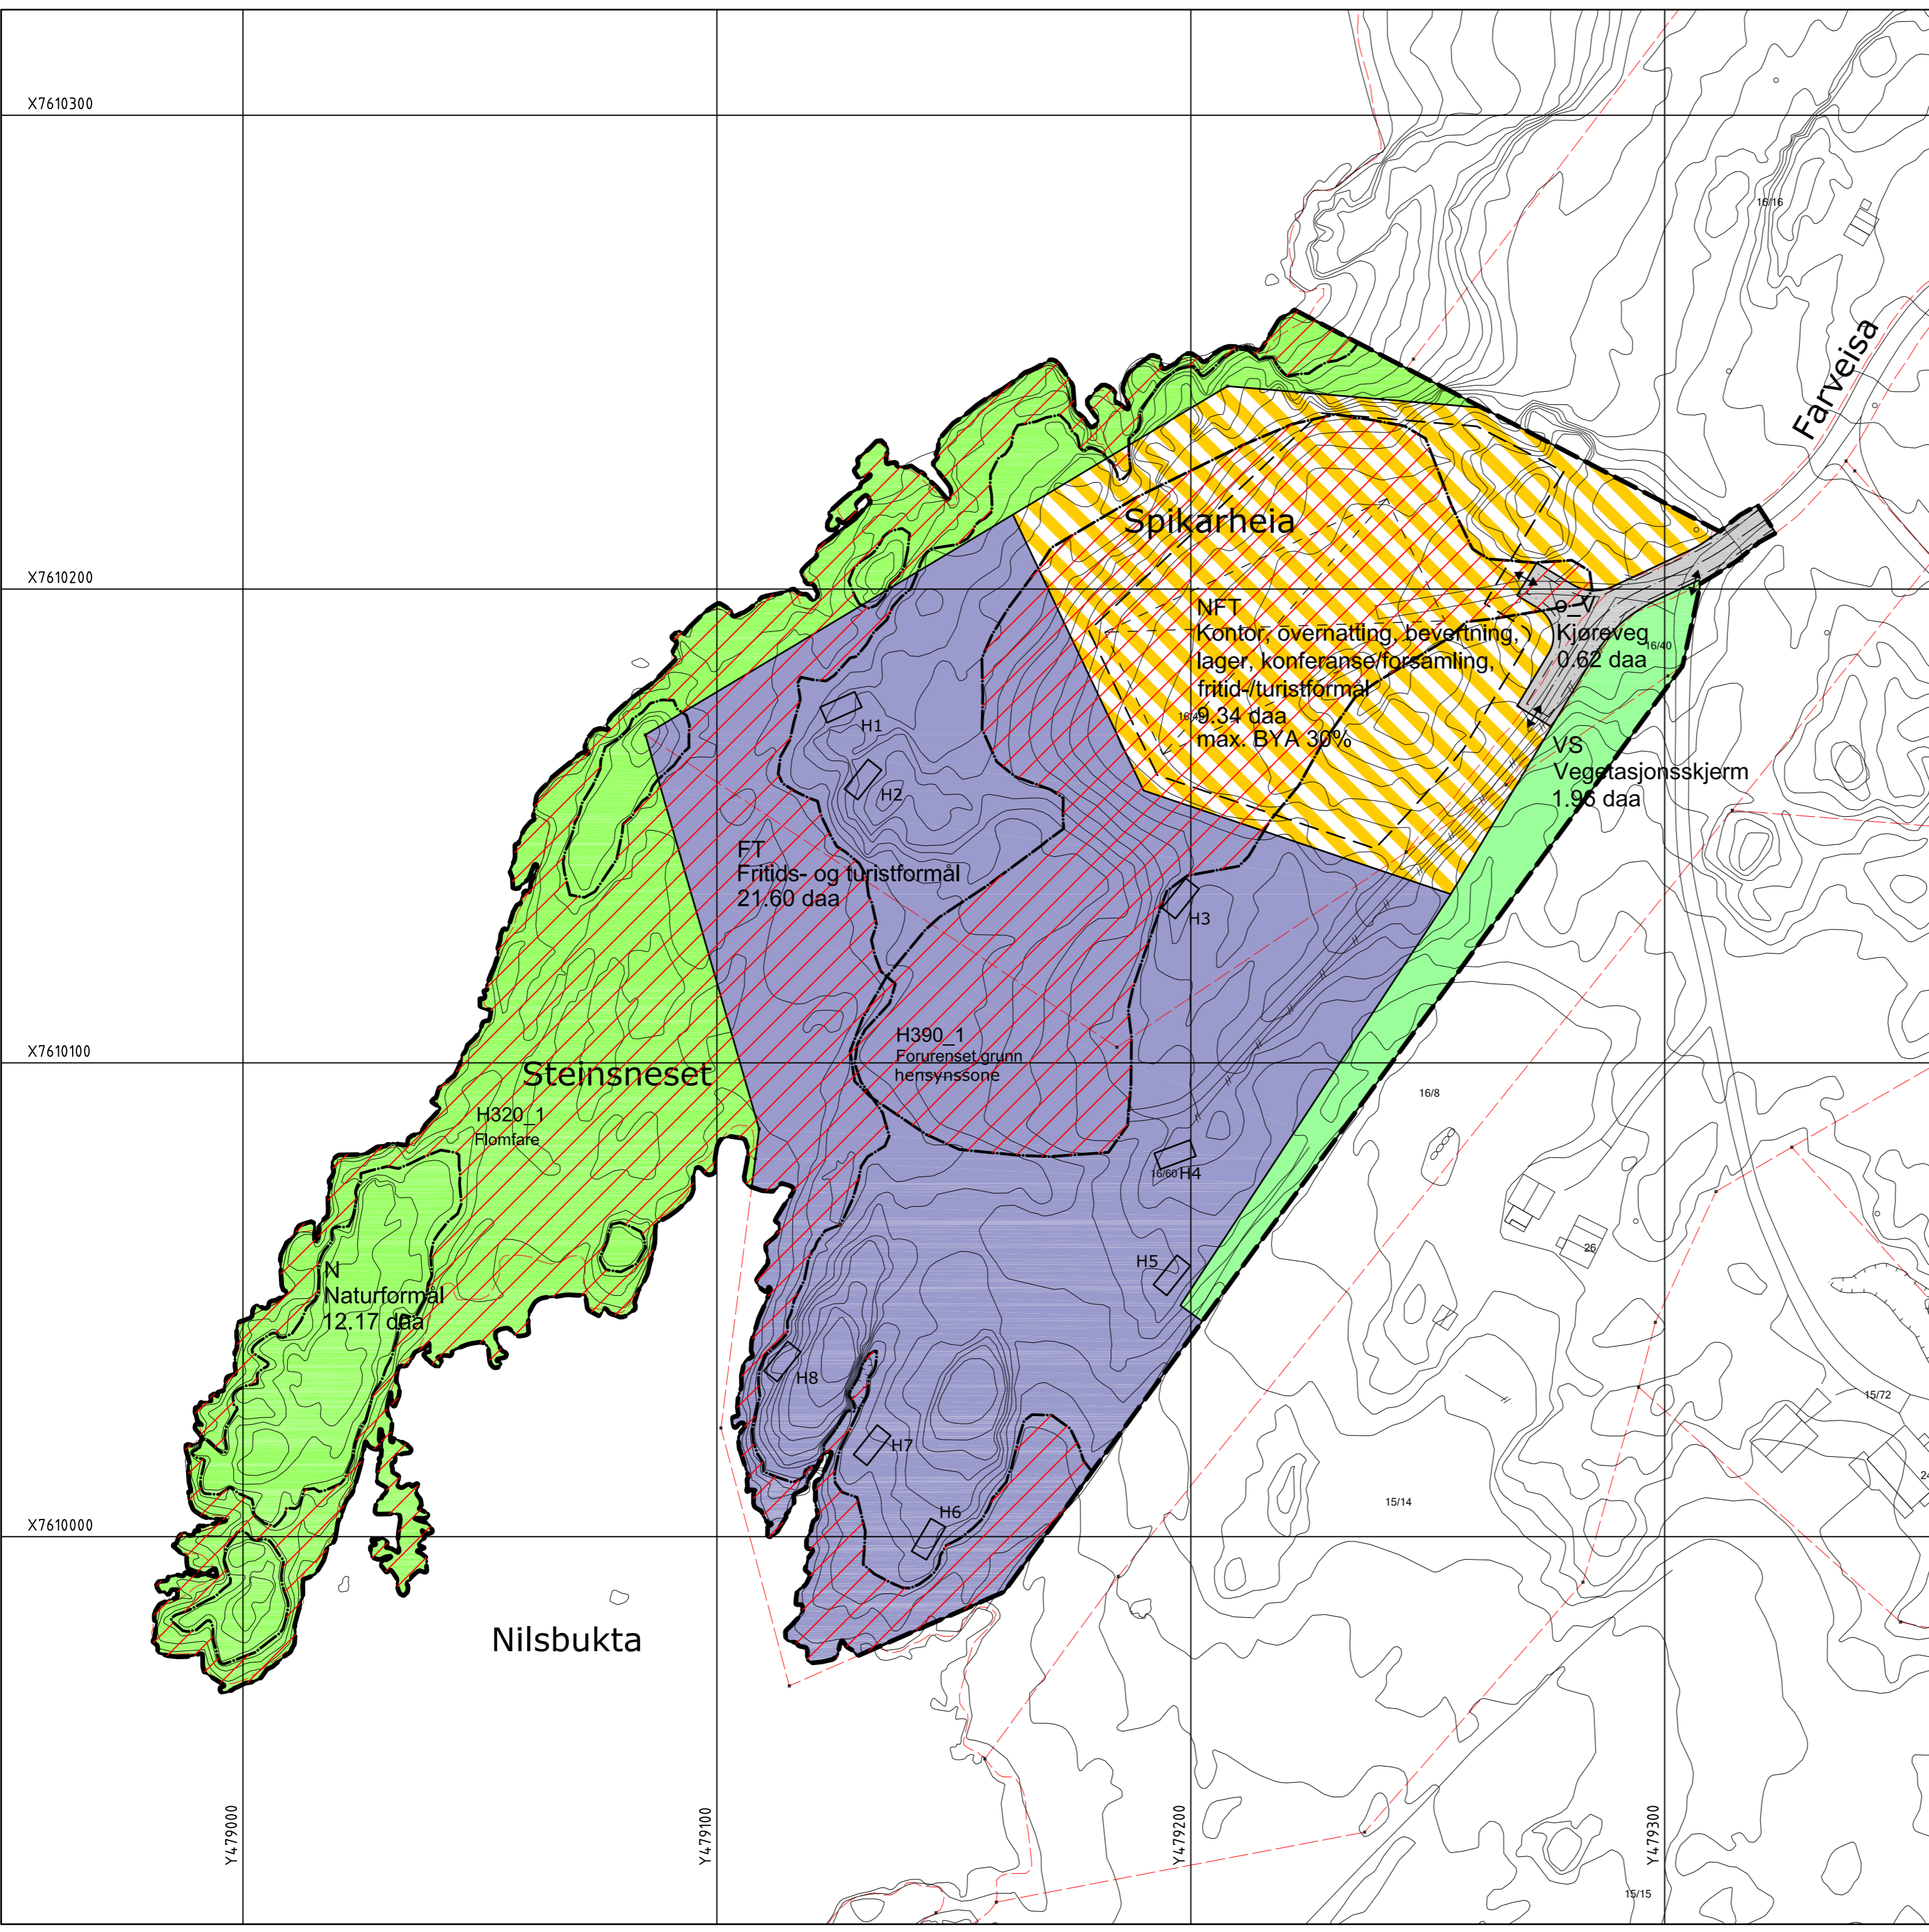 X7610300
16/16
Farveisa
Spikarheia
X7610200
NFT
Kontor, overnatting, bevertning,
lager, konferanse/forsamling,
fritid-/turistformål
9.34 daa
max. BYA 30%
o_V
Kjøreveg
0.62 daa
16/40
H1
VS
Vegetasjonsskjerm
1.96 daa
H2
FT
Fritids- og turistformål
21.60 daa
H3
H390_1
Forurenset grunn
hensynssone
X7610100
Steinsneset
H320_1
Flomfare
16/8
16/60
H4
26
H5
N
Naturformål
12.17 daa
H8
15/72
H7
15/14
H6
X7610000
Nilsbukta
Y479000
Y479100
Y479200
Y479300
15/15